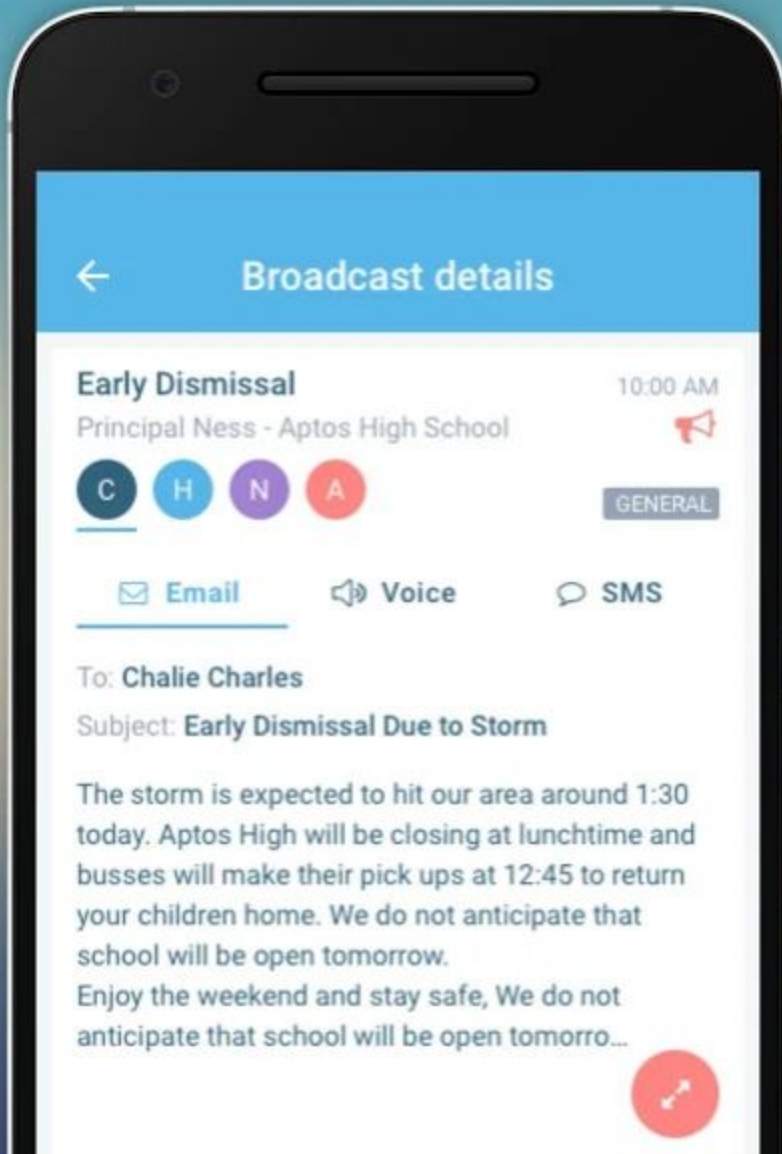 Broadcast details
Early Dismissal
10:00 AM
Principal Ness - Aptos High School
C H N A
GENERAL
Email Voice SMS
To: Chalie Charles
Subject: Early Dismissal Due to Storm
The storm is expected to hit our area around 1:30
today. Aptos High will be closing at lunchtime and
busses will make their pick ups at 12:45 to return
your children home. We do not anticipate that
school will be open tomorrow.
Enjoy the weekend and stay safe, We do not
anticipate that school will be open tomorro...